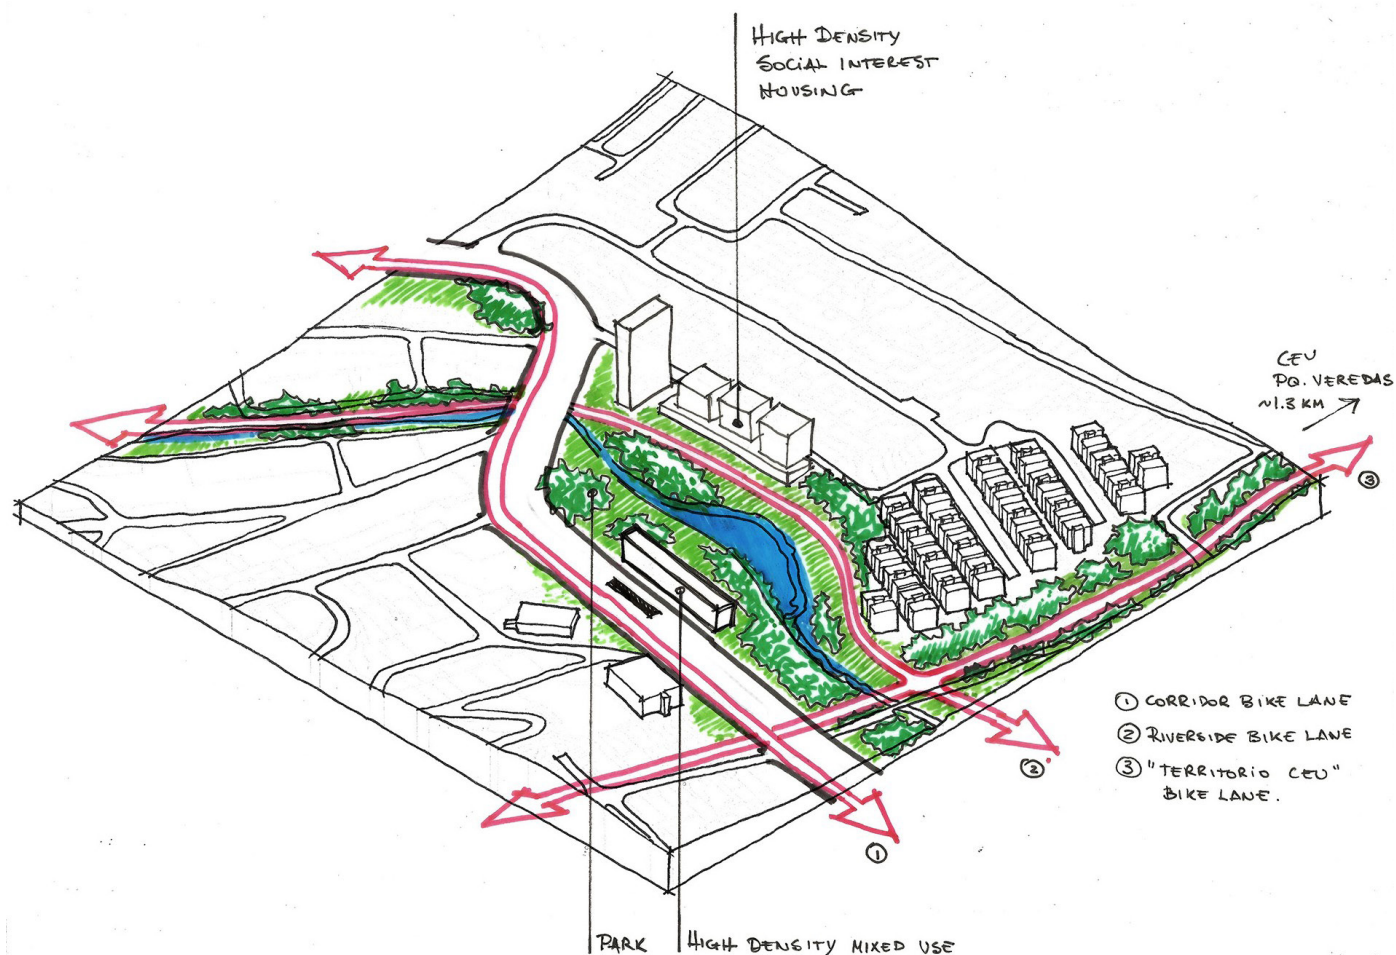 HIGH DENSITY
SOCIAL INTEREST
HOUSING
CEU
PQ. VEREDAS
~1.3 KM
3
1 CORRIDOR BIKE LANE
2 RIVERSIDE BIKE LANE
3 "TERRITORIO CEU"
BIKE LANE.
2
1
PARK
HIGH DENSITY MIXED USE